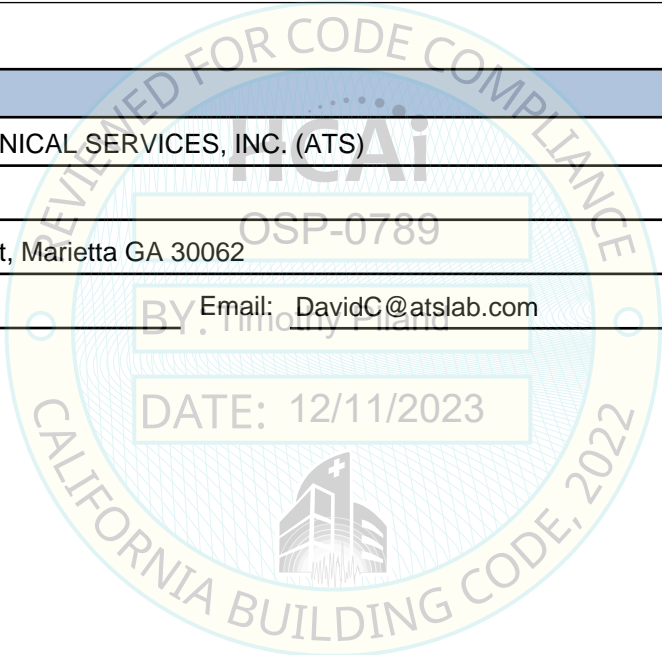 REVIEWED FOR CODE COMPLIANCE
HCAi
NICAL SERVICES, INC. (ATS)
OSP-0789
t, Marietta GA 30062
BY: Timothy Piland
Email: DavidC@atslab.com
DATE: 12/11/2023
CALIFORNIA BUILDING CODE, 2022